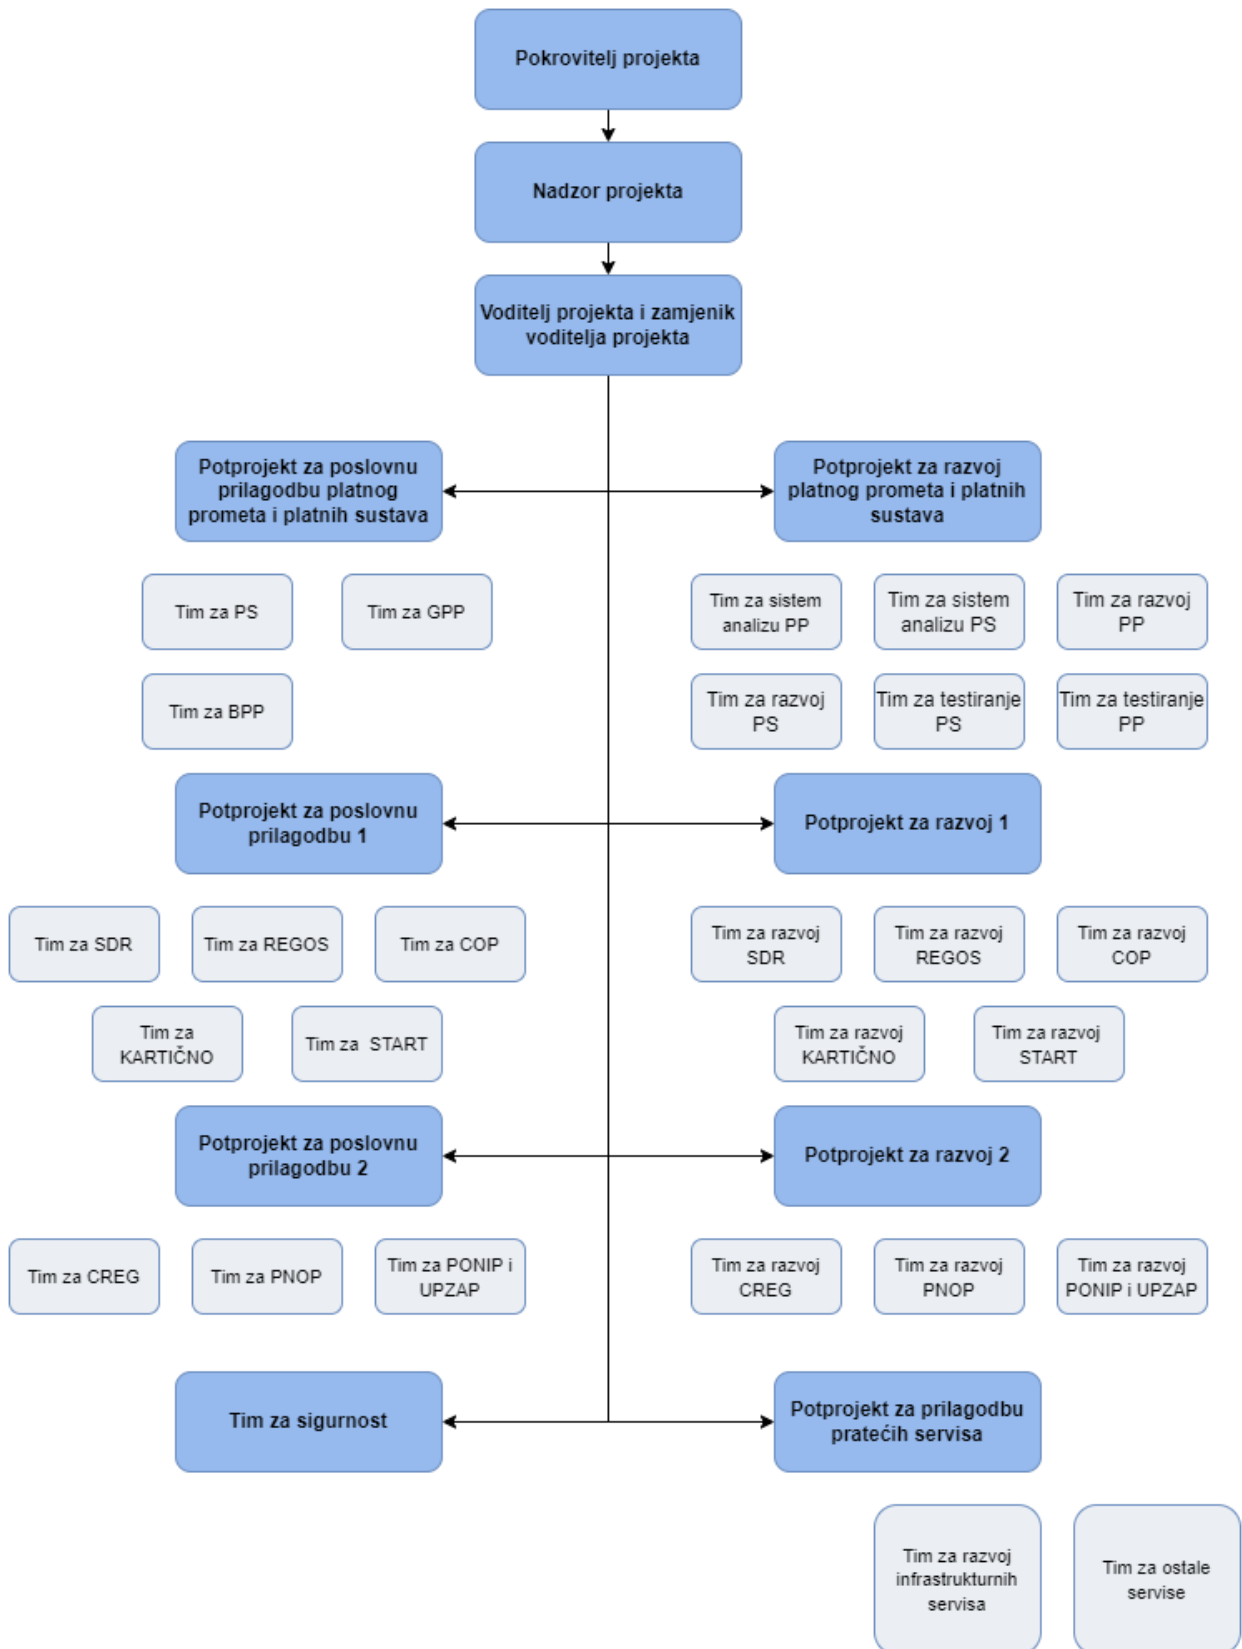 Pokrovitelj projekta
Nadzor projekta
Voditelj projekta i zamjenik
voditelja projekta
Potprojekt za poslovnu
prilagodbu platnog
prometa i platnih sustava
Potprojekt za razvoj
platnog prometa i platnih
sustava
Tim za PS
Tim za GPP
Tim za BPP
Tim za sistem
analizu PP
Tim za sistem
analizu PS
Tim za razvoj
PP
Tim za razvoj
PS
Tim za testiranje
PS
Tim za testiranje
PP
Potprojekt za poslovnu
prilagodbu 1
Potprojekt za razvoj 1
Tim za SDR
Tim za REGOS
Tim za COP
Tim za
KARTIČNO
Tim za START
Tim za razvoj
SDR
Tim za razvoj
REGOS
Tim za razvoj
COP
Tim za razvoj
KARTIČNO
Tim za razvoj
START
Potprojekt za poslovnu
prilagodbu 2
Potprojekt za razvoj 2
Tim za CREG
Tim za PNOP
Tim za PONIP i
UPZAP
Tim za razvoj
CREG
Tim za razvoj
PNOP
Tim za razvoj
PONIP i UPZAP
Tim za sigurnost
Potprojekt za prilagodbu
pratećih servisa
Tim za razvoj
infrastrukturnih
servisa
Tim za ostale
servise